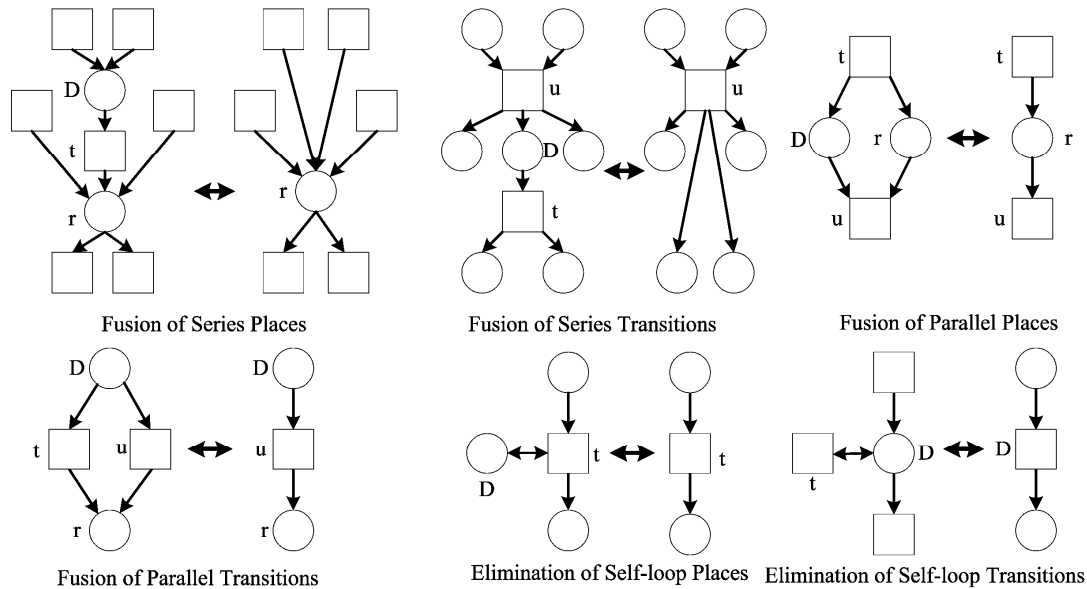 D
t
r
r
Fusion of Series Places
u
D
t
u
Fusion of Series Transitions
t
D
r
u
t
r
u
Fusion of Parallel Places
D
t
u
r
D
u
r
Fusion of Parallel Transitions
D
t
t
Elimination of Self-loop Places
t
D
D
Elimination of Self-loop Transitions